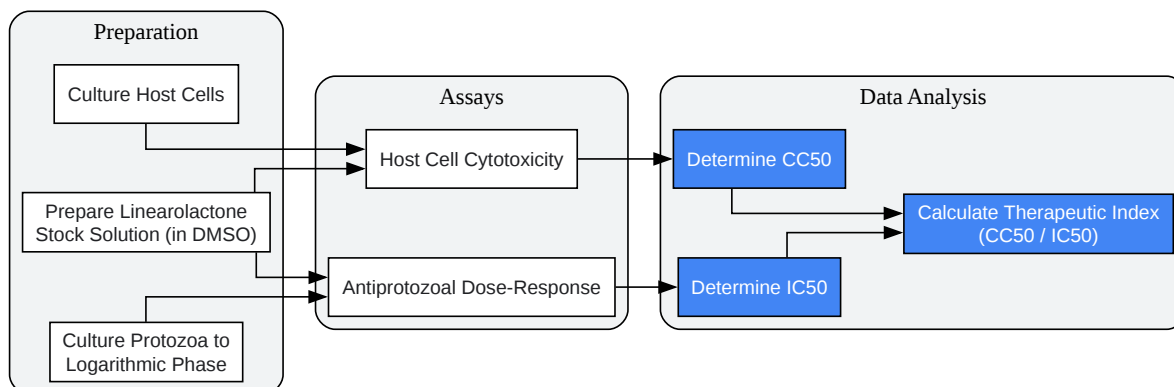 Preparation
Culture Host Cells
Prepare Linearolactone
Stock Solution (in DMSO)
Culture Protozoa to
Logarithmic Phase
Assays
Host Cell Cytotoxicity
Antiprotozoal Dose-Response
Data Analysis
Determine CC50
Determine IC50
Calculate Therapeutic Index
(CC50 / IC50)